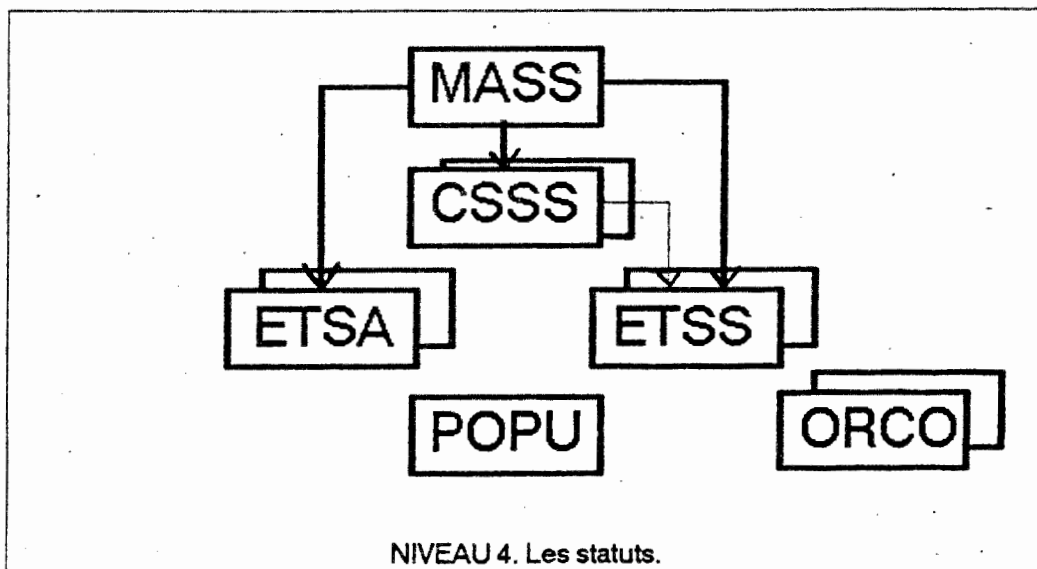 MASS
CSSS
ETSA
ETSS
POPU
ORCO
NIVEAU 4. Les statuts.